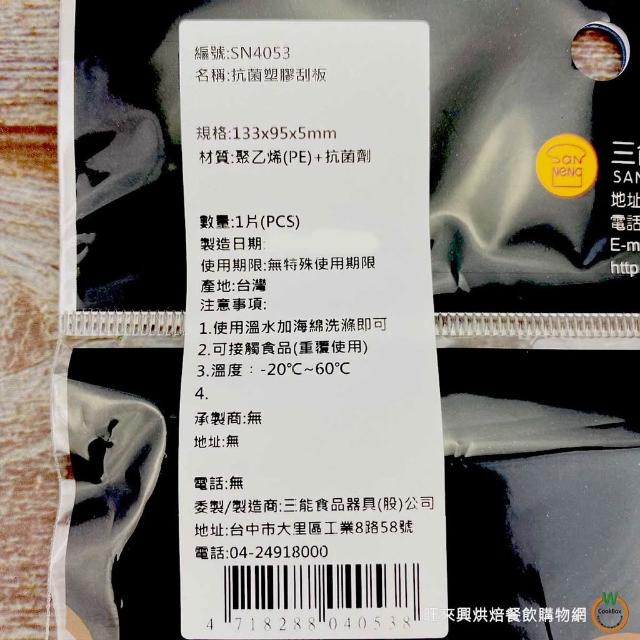 編號:SN4053
名稱:抗菌塑膠刮板
規格:133x95x5mm
材質:聚乙烯(PE)+抗菌劑
數量:1片(PCS)
製造日期:
使用期限:無特殊使用期限
產地:台灣
注意事項:
1.使用溫水加海綿洗滌即可
2.可接觸食品(重覆使用)
3.溫度：-20℃~60℃
4.
承製商:無
地址:無
電話:無
委製/製造商:三能食品器具(股)公司
地址:台中市大里區工業8路58號
電話:04-24918000
4 718288 040538
SAN NENG
三
SAN
地址
電話
E-m
http
旺來興烘焙餐飲購物網
W
CookBox